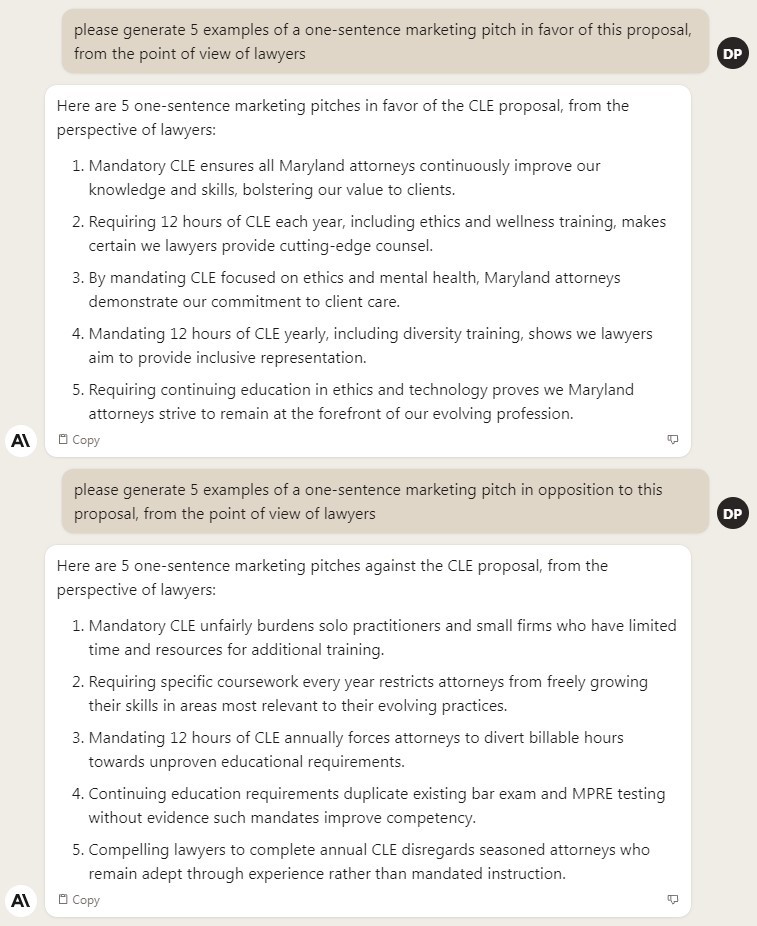 please generate 5 examples of a one-sentence marketing pitch in favor of this proposal,
from the point of view of lawyers
DP
Here are 5 one-sentence marketing pitches in favor of the CLE proposal, from the
perspective of lawyers:
1. Mandatory CLE ensures all Maryland attorneys continuously improve our
knowledge and skills, bolstering our value to clients.
2. Requiring 12 hours of CLE each year, including ethics and wellness training, makes
certain we lawyers provide cutting-edge counsel.
3. By mandating CLE focused on ethics and mental health, Maryland attorneys
demonstrate our commitment to client care.
4. Mandating 12 hours of CLE yearly, including diversity training, shows we lawyers
aim to provide inclusive representation.
5. Requiring continuing education in ethics and technology proves we Maryland
attorneys strive to remain at the forefront of our evolving profession.
A\
Copy
please generate 5 examples of a one-sentence marketing pitch in opposition to this
proposal, from the point of view of lawyers
DP
Here are 5 one-sentence marketing pitches against the CLE proposal, from the
perspective of lawyers:
1. Mandatory CLE unfairly burdens solo practitioners and small firms who have limited
time and resources for additional training.
2. Requiring specific coursework every year restricts attorneys from freely growing
their skills in areas most relevant to their evolving practices.
3. Mandating 12 hours of CLE annually forces attorneys to divert billable hours
towards unproven educational requirements.
4. Continuing education requirements duplicate existing bar exam and MPRE testing
without evidence such mandates improve competency.
5. Compelling lawyers to complete annual CLE disregards seasoned attorneys who
remain adept through experience rather than mandated instruction.
A\
Copy